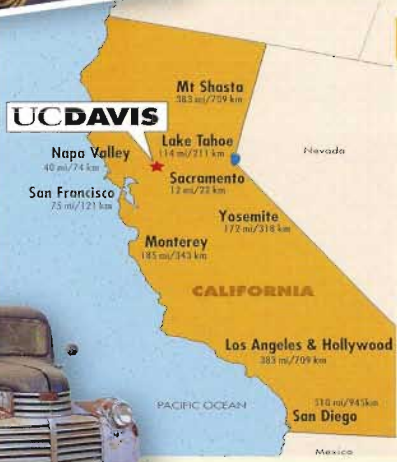 Mt Shasta
383 mi/709 km
UCDAVIS
Lake Tahoe
114 mi/211 km
Nevada
Napa Valley
40 mi/74 km
Sacramento
12 mi/22 km
San Francisco
75 mi/121 km
Yosemite
172 mi/318 km
Monterey
185 mi/343 km
CALIFORNIA
Los Angeles & Hollywood
383 mi/709 km
PACIFIC OCEAN
510 mi/945km
San Diego
Mexico